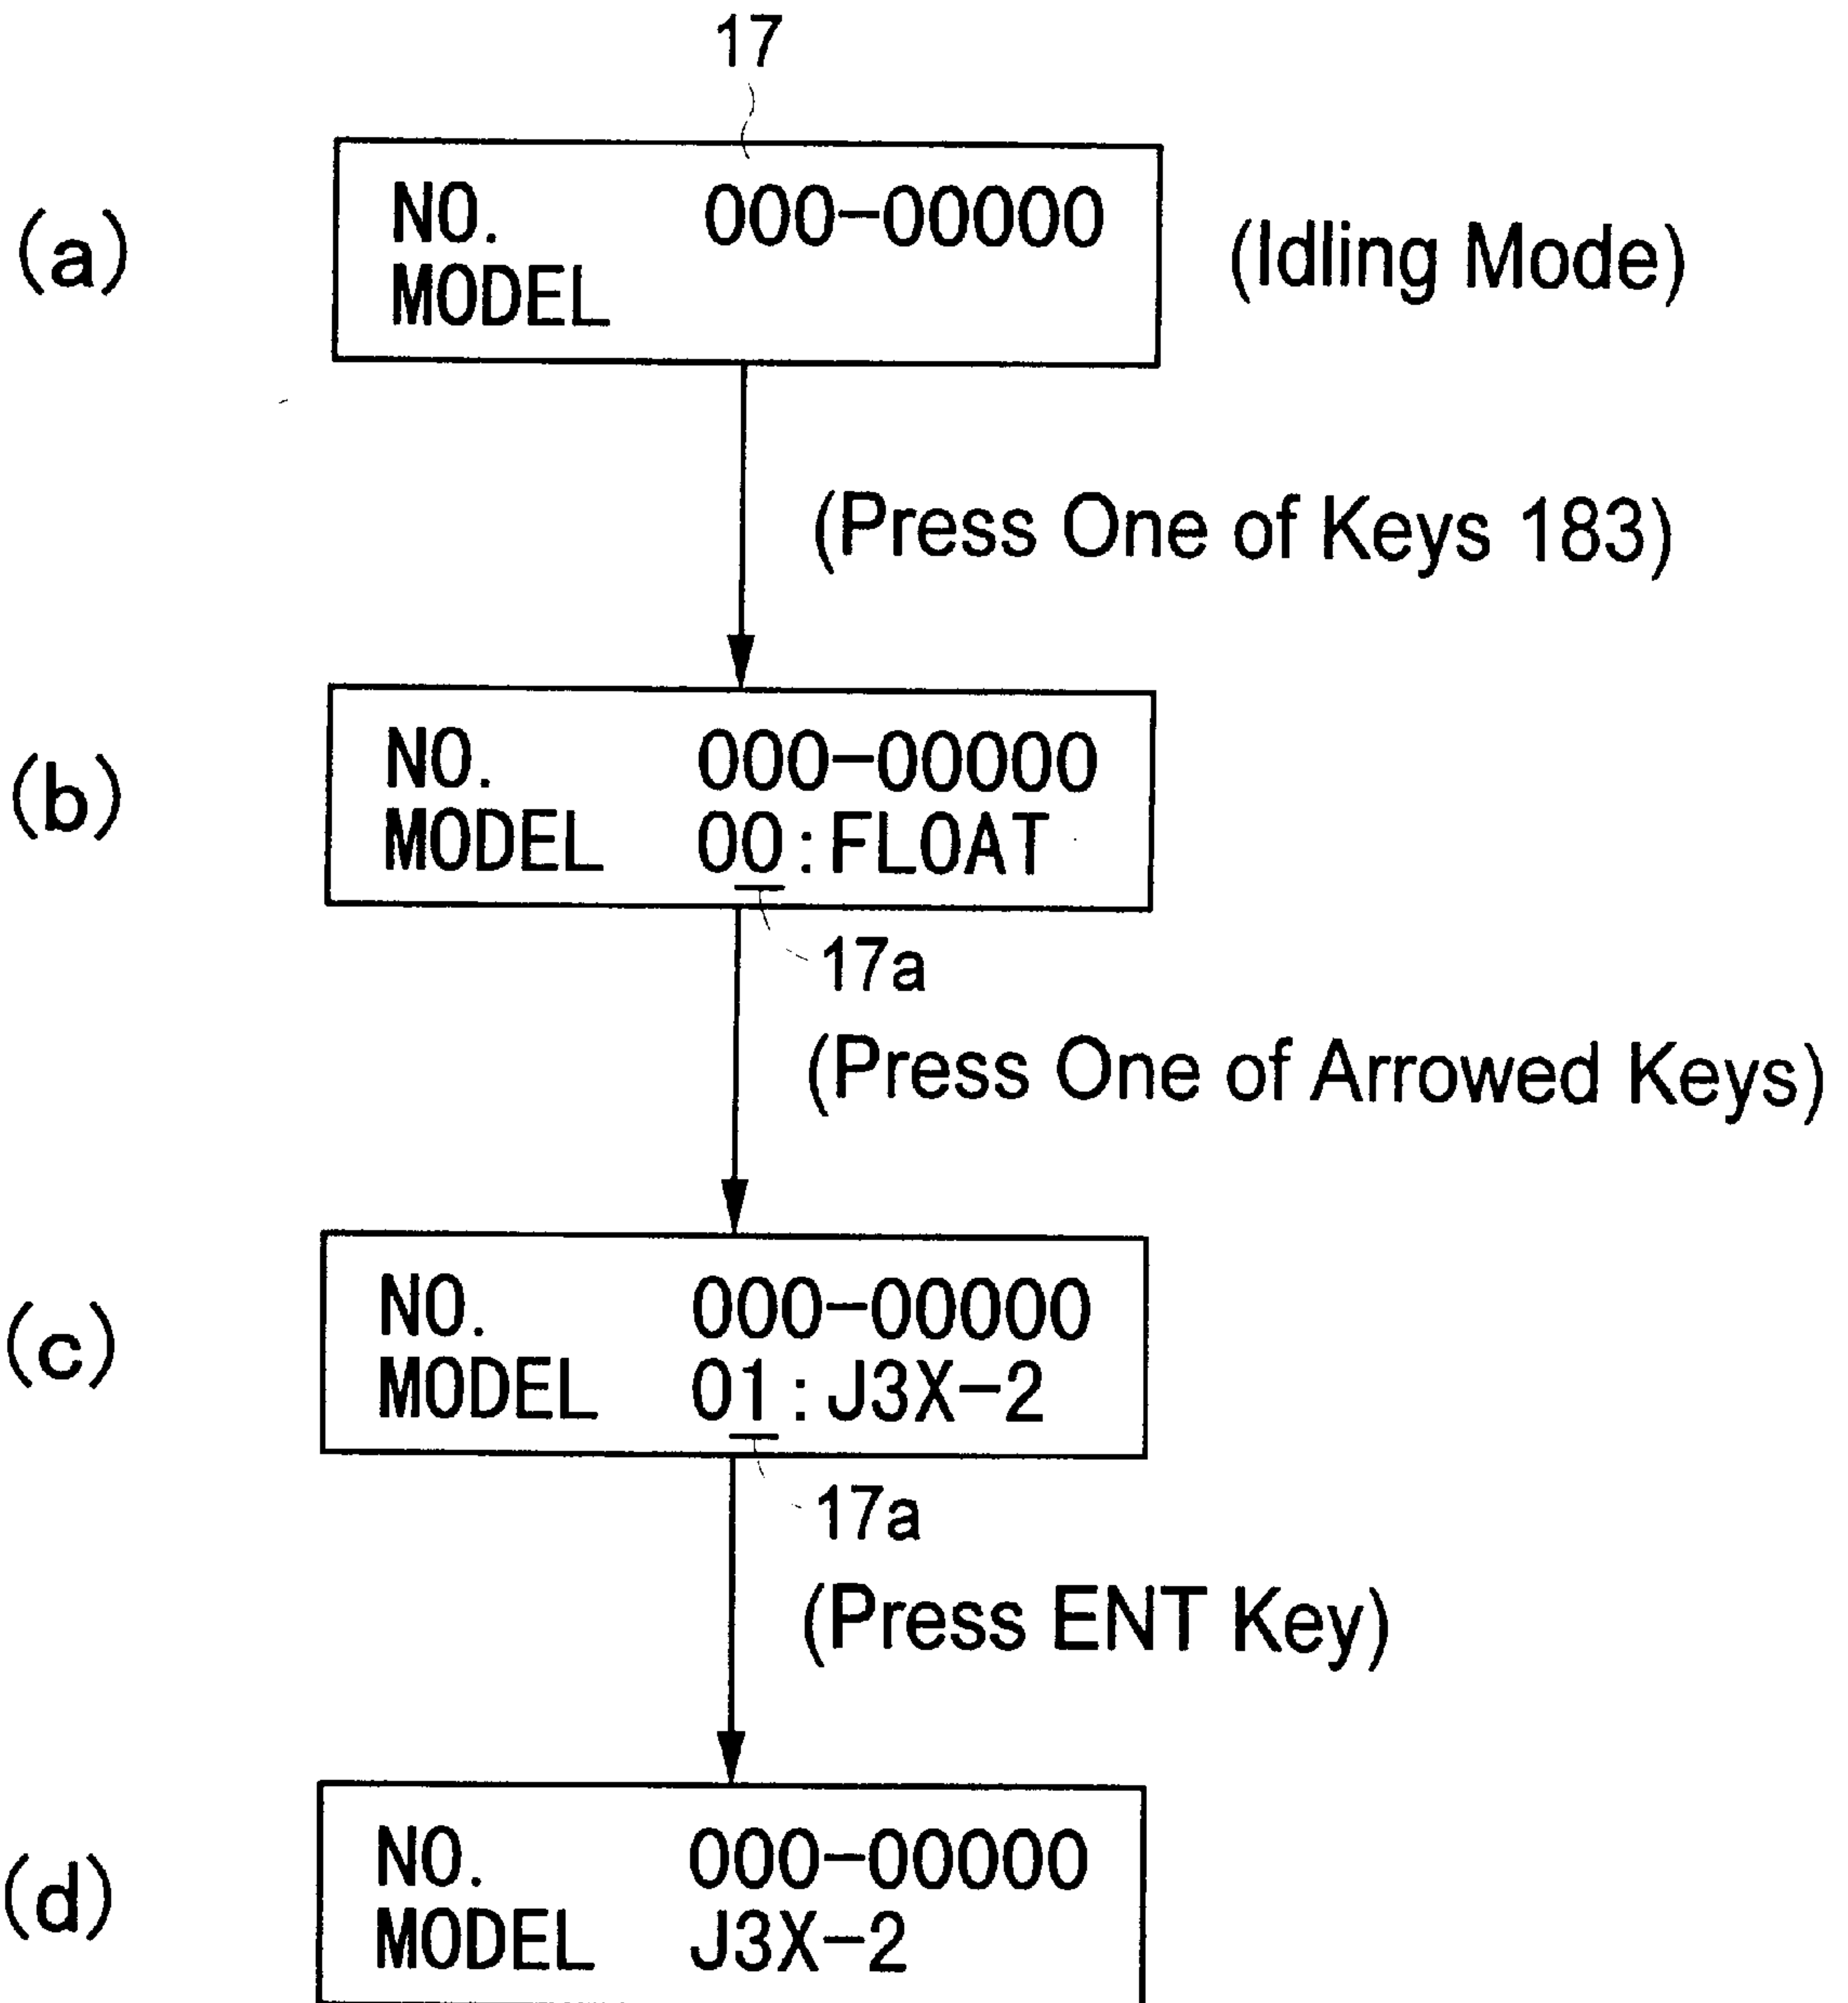 17
(a)
NO. 000-00000
MODEL
(Idling Mode)
(Press One of Keys 183)
(b)
NO. 000-00000
MODEL 00:FLOAT
17a
(Press One of Arrowed Keys)
(c)
NO. 000-00000
MODEL 01:J3X-2
17a
(Press ENT Key)
(d)
NO. 000-00000
MODEL J3X-2